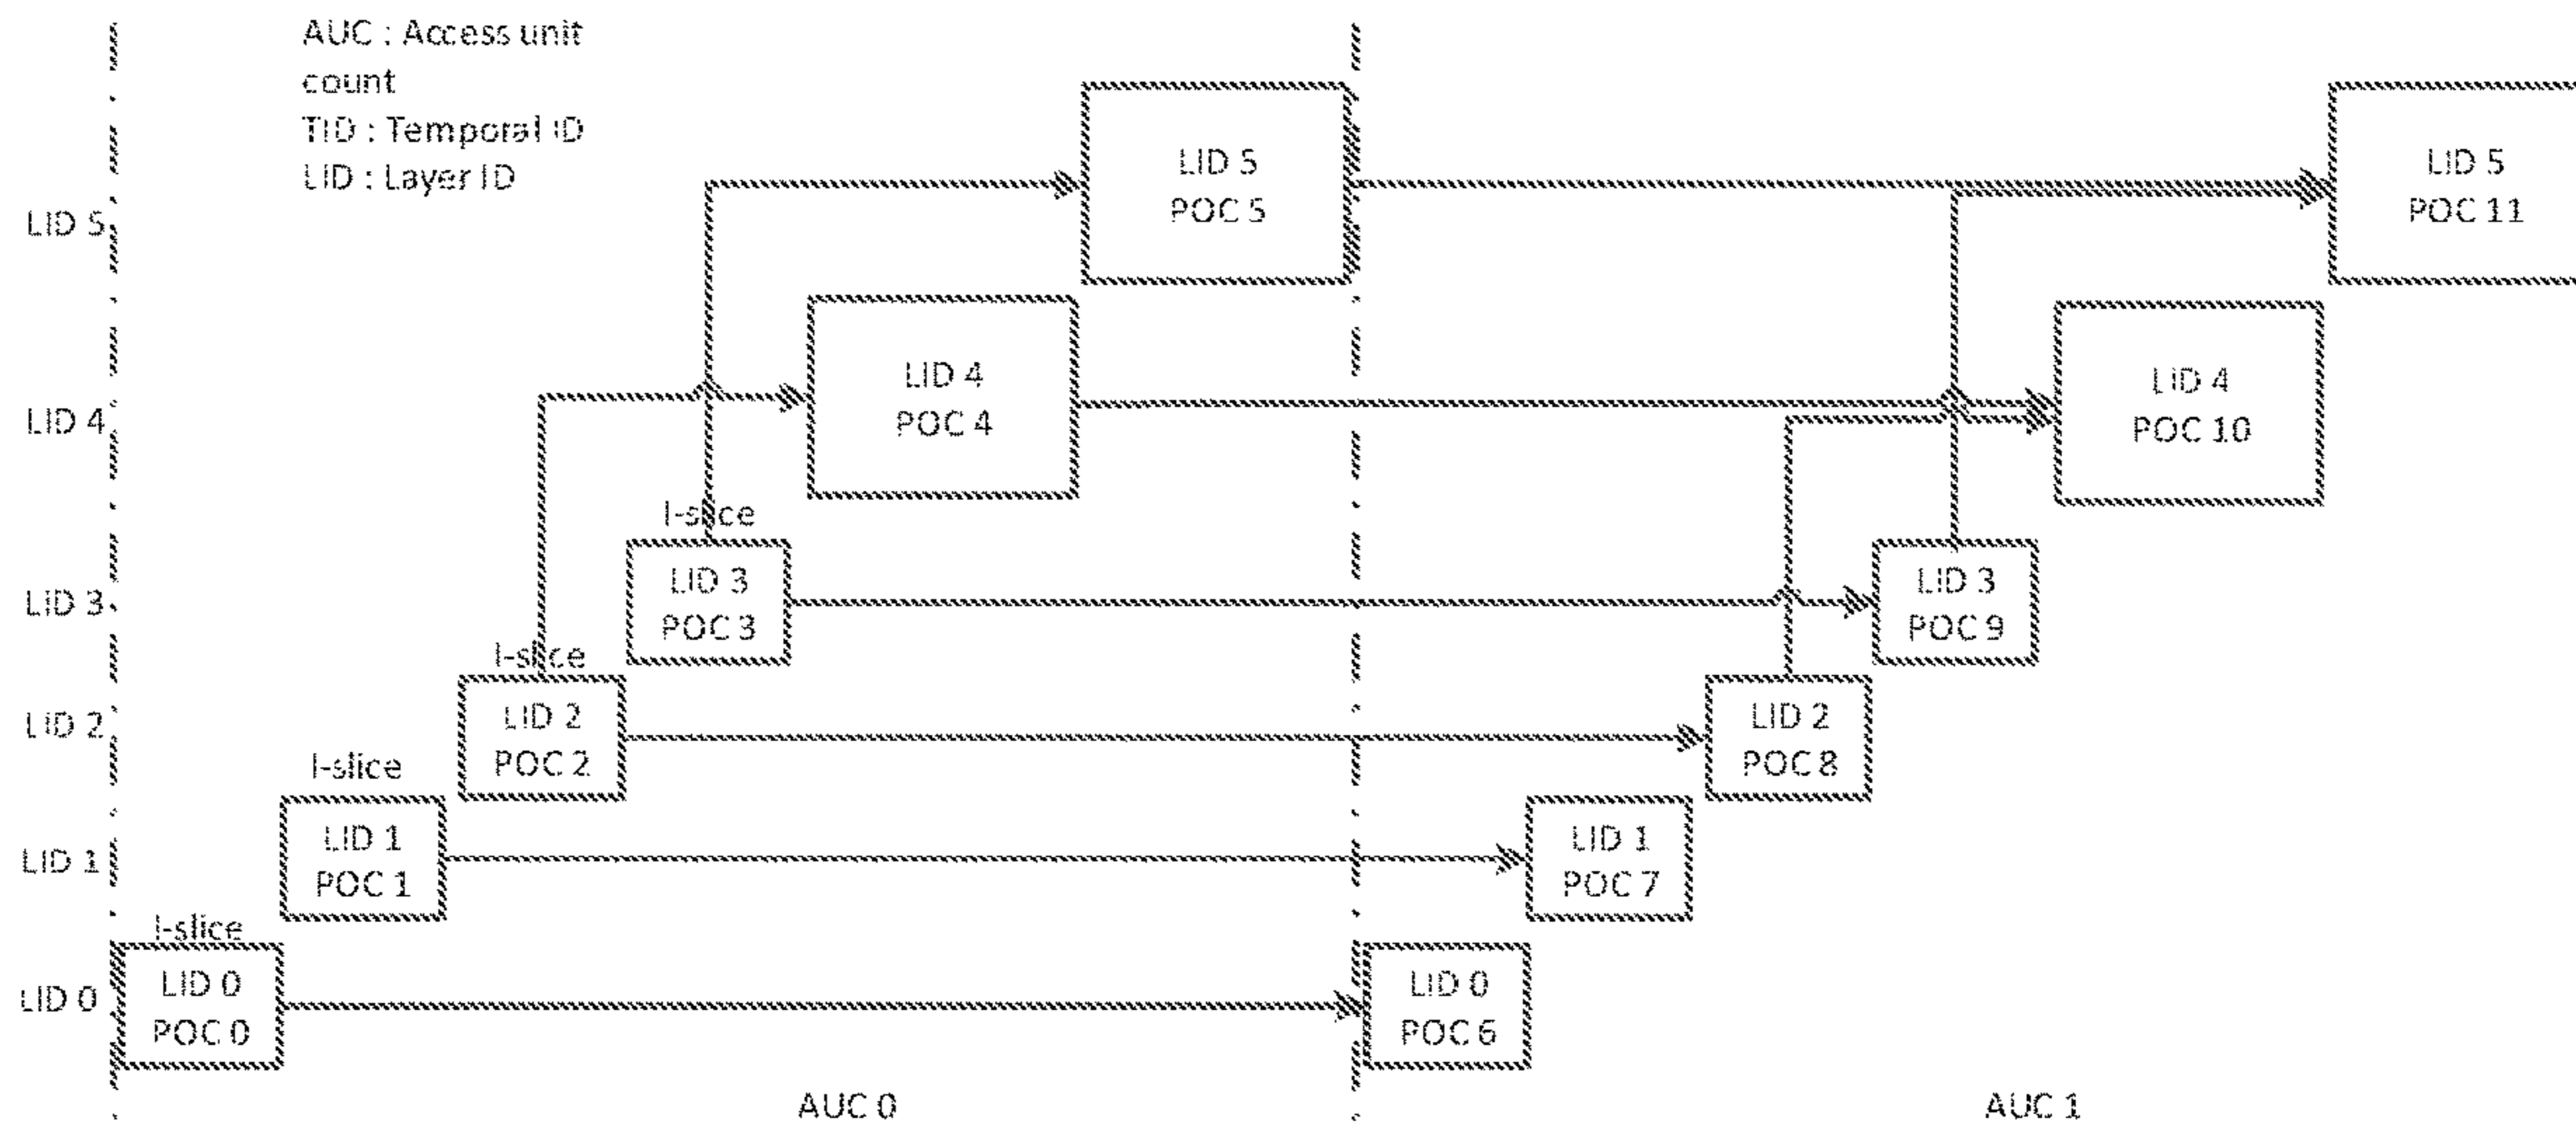 AUC : Access unit
count
TID : Temporal ID
LID : Layer ID
LID 5
LID 5
POC 5
LID 5
POC 11
LID 4
LID 4
POC 4
LID 4
POC 10
I-slice
LID 3
LID 3
POC 3
LID 3
POC 9
I-slice
LID 2
LID 2
POC 2
LID 2
POC 8
I-slice
LID 1
LID 1
POC 1
LID 1
POC 7
I-slice
LID 0
LID 0
POC 0
LID 0
POC 6
AUC 0
AUC 1